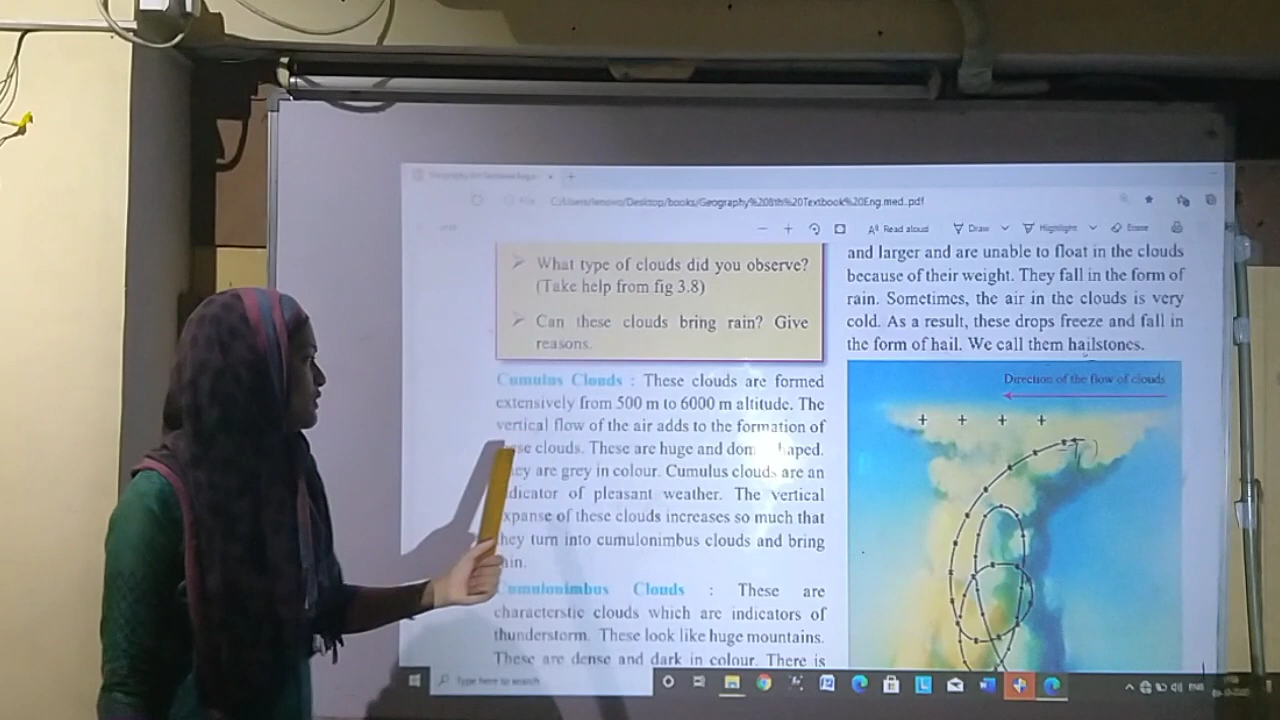 C:/Users/lenovo/Desktop/books/Geography%208th%20Textbook%20Eng.med..pdf
Read aloud
Draw
Highlight
Erase
What type of clouds did you observe?
(Take help from fig 3.8)
Can these clouds bring rain? Give
reasons.
Cumulus Clouds : These clouds are formed
extensively from 500 m to 6000 m altitude. The
vertical flow of the air adds to the formation of
se clouds. These are huge and dom haped.
ey are grey in colour. Cumulus clouds are an
dicator of pleasant weather. The vertical
xpanse of these clouds increases so much that
hey turn into cumulonimbus clouds and bring
ain.
Cumulonimbus Clouds : These are
characterstic clouds which are indicators of
thunderstorm. These look like huge mountains.
These are dense and dark in colour. There is
and larger and are unable to float in the clouds
because of their weight. They fall in the form of
rain. Sometimes, the air in the clouds is very
cold. As a result, these drops freeze and fall in
the form of hail. We call them hailstones.
Direction of the flow of clouds
+ + + +
Type here to search